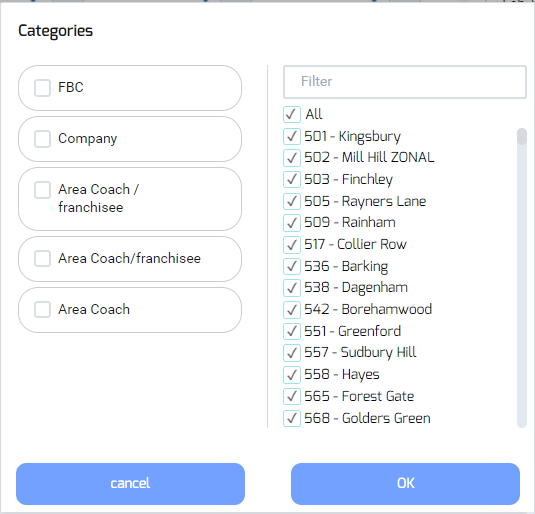 Categories
FBC
Company
Area Coach /
franchisee
Area Coach/franchisee
Area Coach
Filter
All
501 - Kingsbury
502 - Mill Hill ZONAL
503 - Finchley
505 - Rayners Lane
509 - Rainham
517 - Collier Row
536 - Barking
538 - Dagenham
542 - Borehamwood
551 - Greenford
557 - Sudbury Hill
558 - Hayes
565 - Forest Gate
568 - Golders Green
cancel
OK